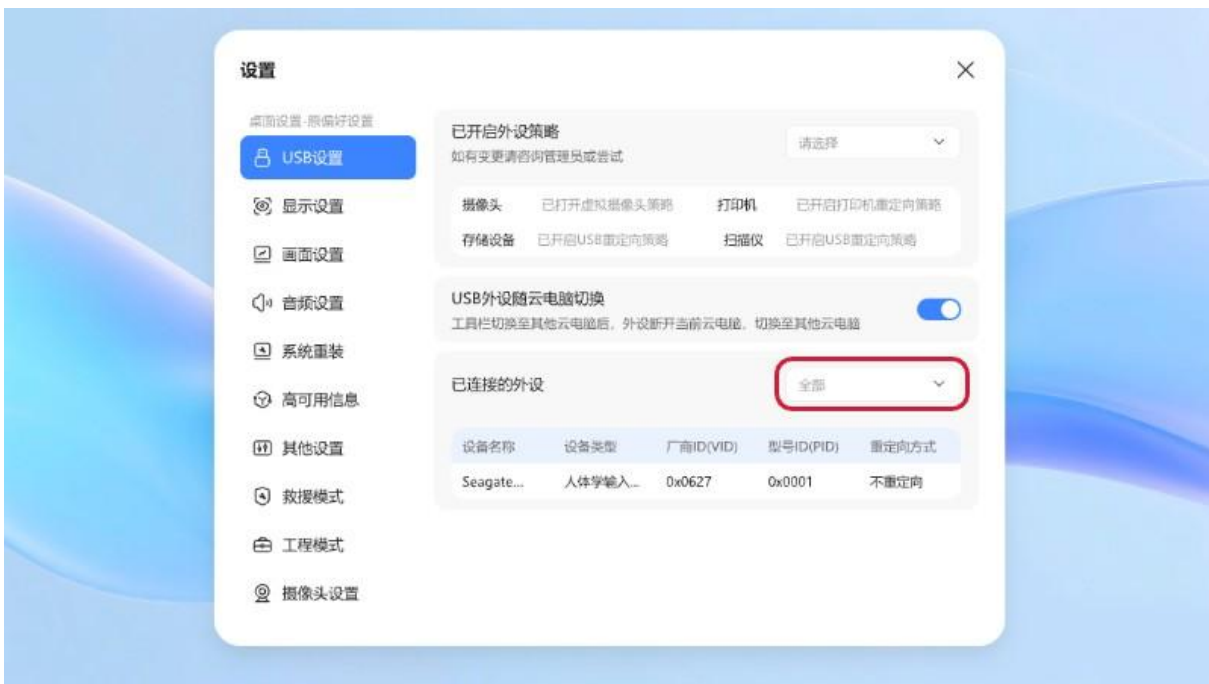 设置
桌面设置-照偏好设置
USB设置
显示设置
画面设置
音频设置
系统重装
高可用信息
其他设置
救援模式
工程模式
摄像头设置
已开启外设策略
请选择
如有变更请咨询管理员或尝试
摄像头 已打开虚拟摄像头策略 打印机 已开启打印机重定向策略
存储设备 已开启USB重定向策略 扫描仪 已开启USB重定向策略
USB外设随云电脑切换
工具栏切换至其他云电脑后，外设断开当前云电脑，切换至其他云电脑
已连接的外设
全部
设备名称 设备类型 厂商ID(VID) 型号ID(PID) 重定向方式
Seagate... 人体学输入... 0x0627 0x0001 不重定向